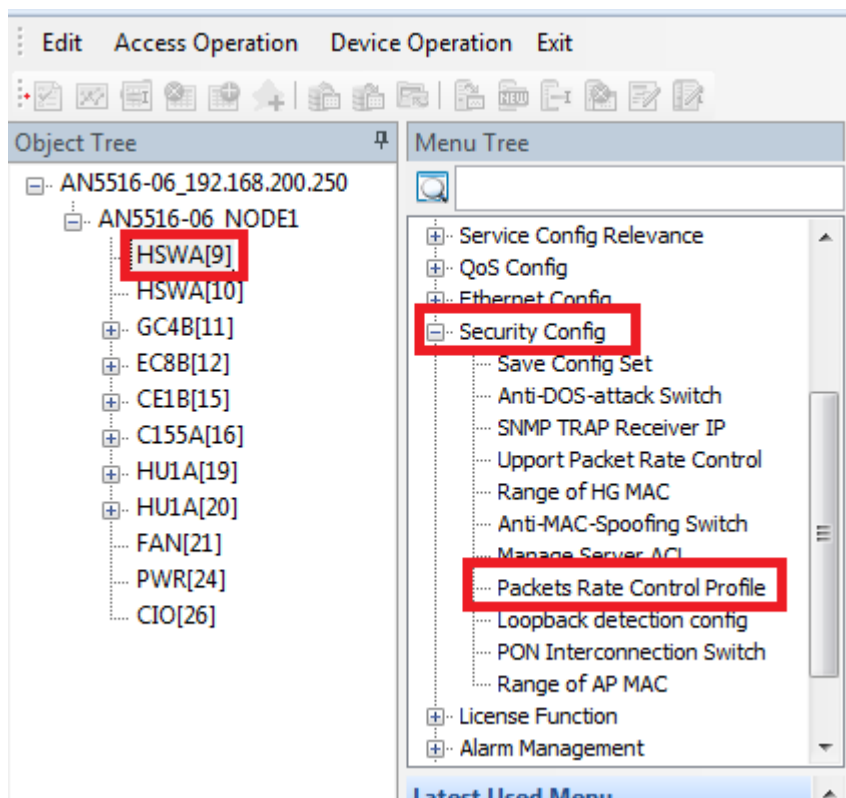 Edit Access Operation Device Operation Exit
Object Tree
AN5516-06_192.168.200.250
AN5516-06 NODE1
HSWA[9]
HSWA[10]
GC4B[11]
EC8B[12]
CE1B[15]
C155A[16]
HU1A[19]
HU1A[20]
FAN[21]
PWR[24]
CIO[26]
Menu Tree
Service Config Relevance
QoS Config
Ethernet Config
Security Config
Save Config Set
Anti-DOS-attack Switch
SNMP TRAP Receiver IP
Upport Packet Rate Control
Range of HG MAC
Anti-MAC-Spoofing Switch
Manage Server ACL
Packets Rate Control Profile
Loopback detection config
PON Interconnection Switch
Range of AP MAC
License Function
Alarm Management
Latest Used Menu